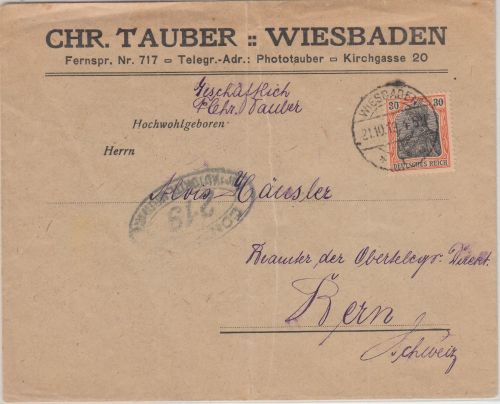 CHR. TAUBER :: WIESBADEN
Fernspr. Nr. 717 – Telegr.-Adr.: Phototauber – Kirchgasse 20
Geschäftlich
Chr. Tauber
Hochwohlgeboren
Herrn
WIESBADEN
30 30
DEUTSCHES REICH
Alois Häusler
219
Beamter der Obertelegr. Direkt.
Bern
Schweiz